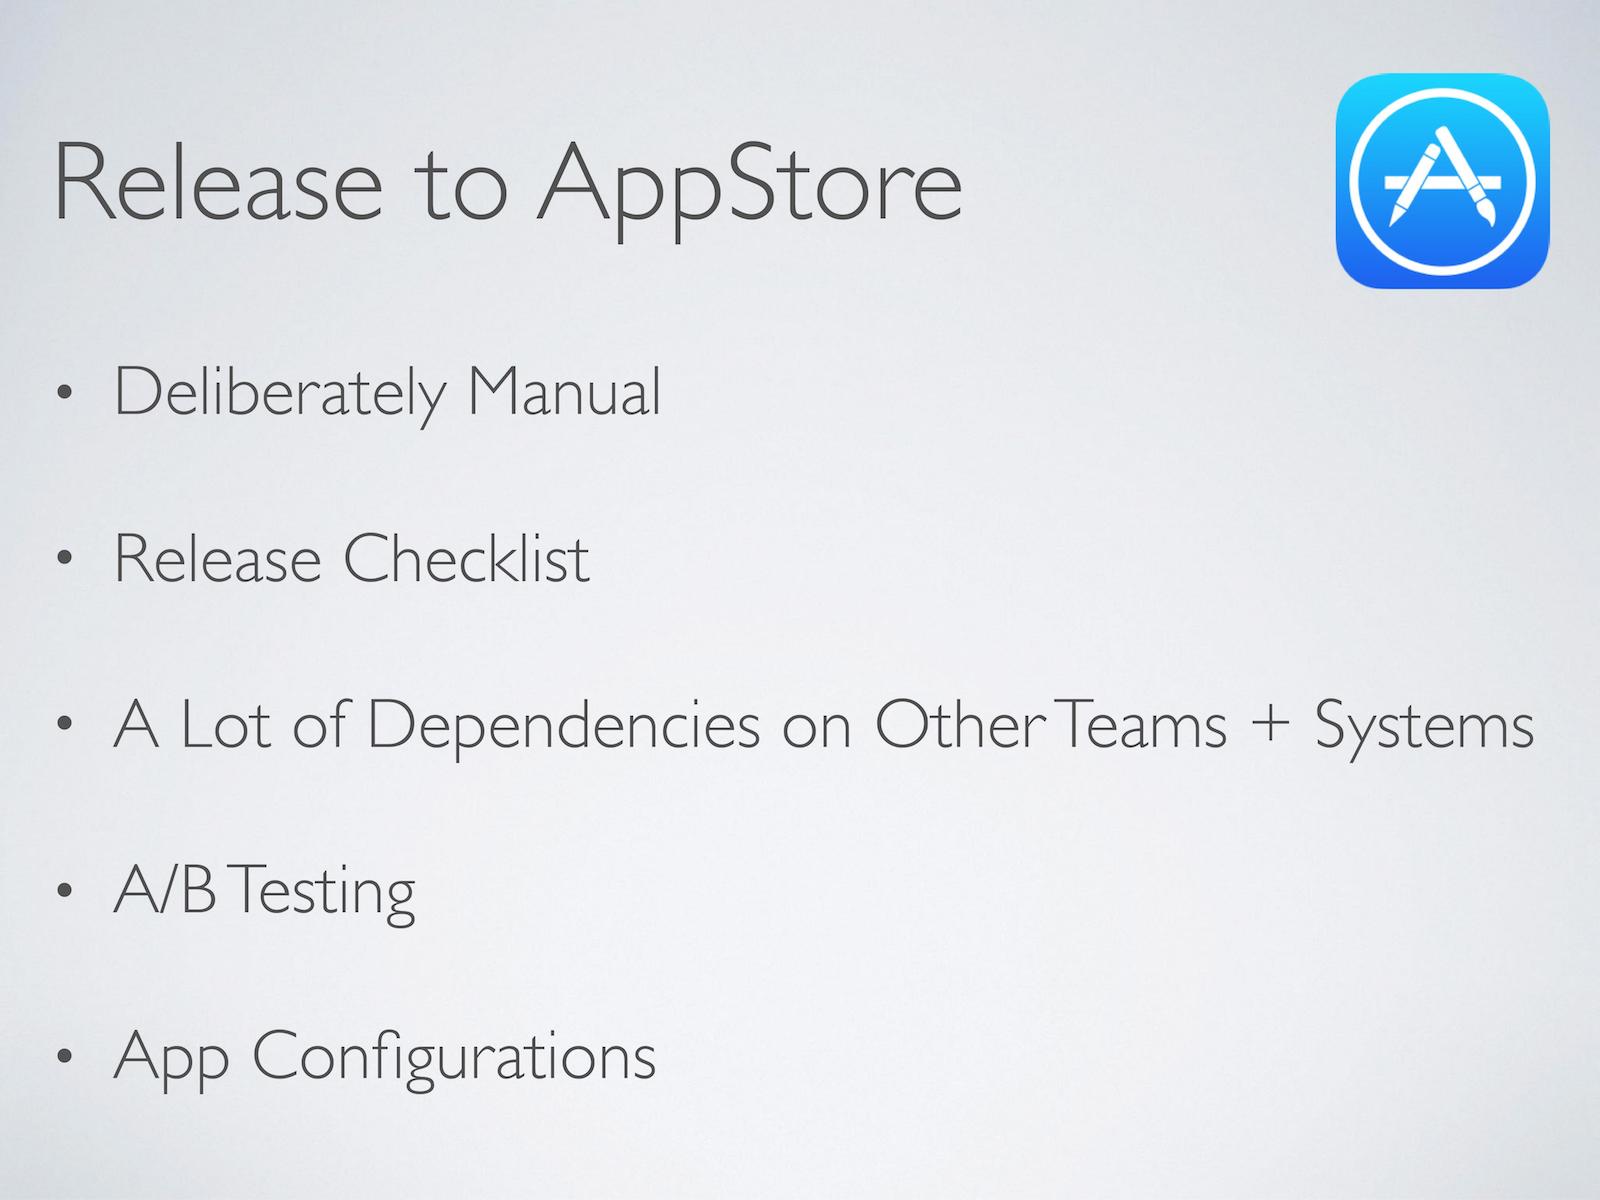 Release to AppStore
• Deliberately Manual
• Release Checklist
• A Lot of Dependencies on Other Teams + Systems
• A/B Testing
• App Configurations